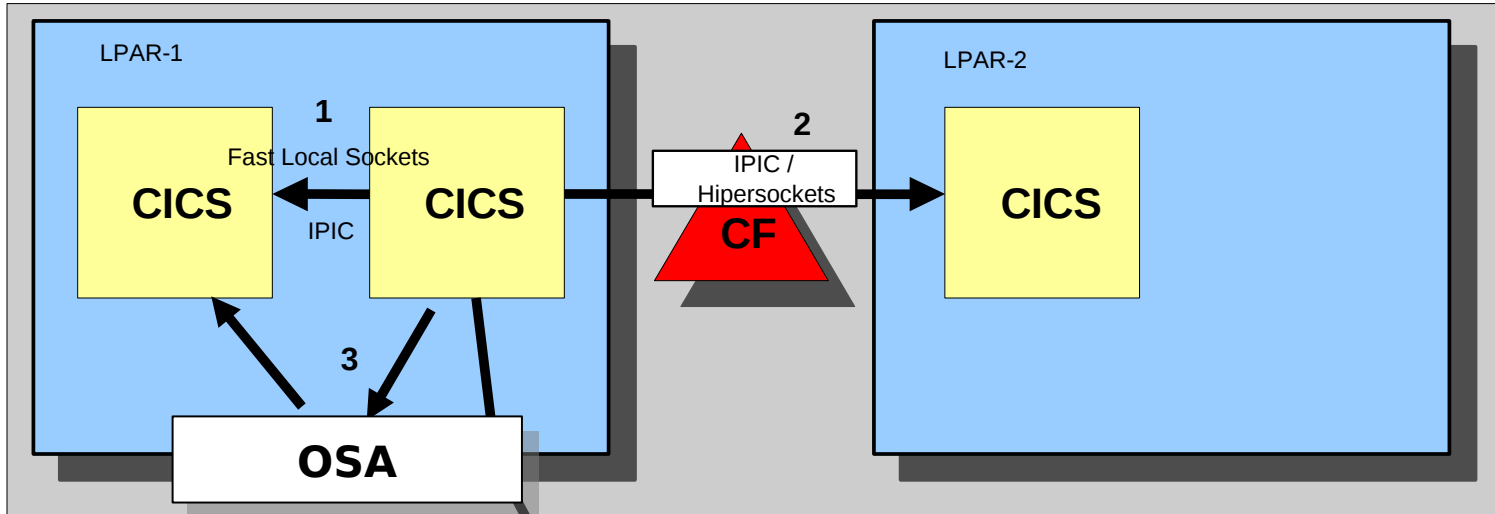 LPAR-1
LPAR-2
1
Fast Local Sockets
CICS
CICS
IPIC
2
IPIC /
Hipersockets
CF
CICS
3
OSA